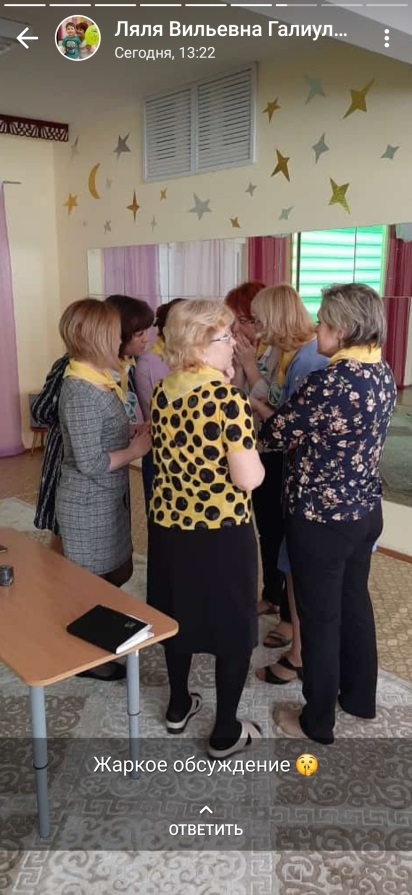 Ляля Вильевна Галиул...
Сегодня, 13:22
Жаркое обсуждение 🤫
ОТВЕТИТЬ